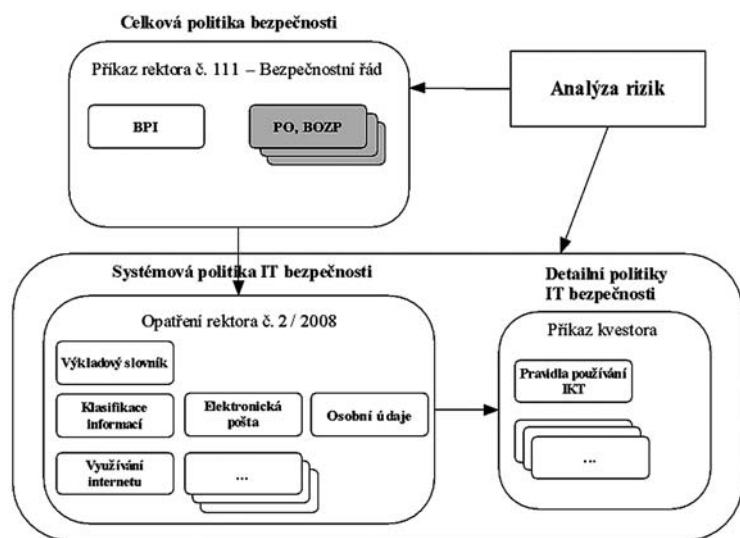 Celková politika bezpečnosti
Příkaz rektora č. 111 – Bezpečnostní řád
BPI
PO, BOZP
Analýza rizik
Systémová politika IT bezpečnosti
Opatření rektora č. 2 / 2008
Výkladový slovník
Klasifikace
informací
Elektronická
pošta
Osobní údaje
Využívání
internetu
...
Detailní politiky
IT bezpečnosti
Příkaz kvestora
Pravidla používání
IKT
...